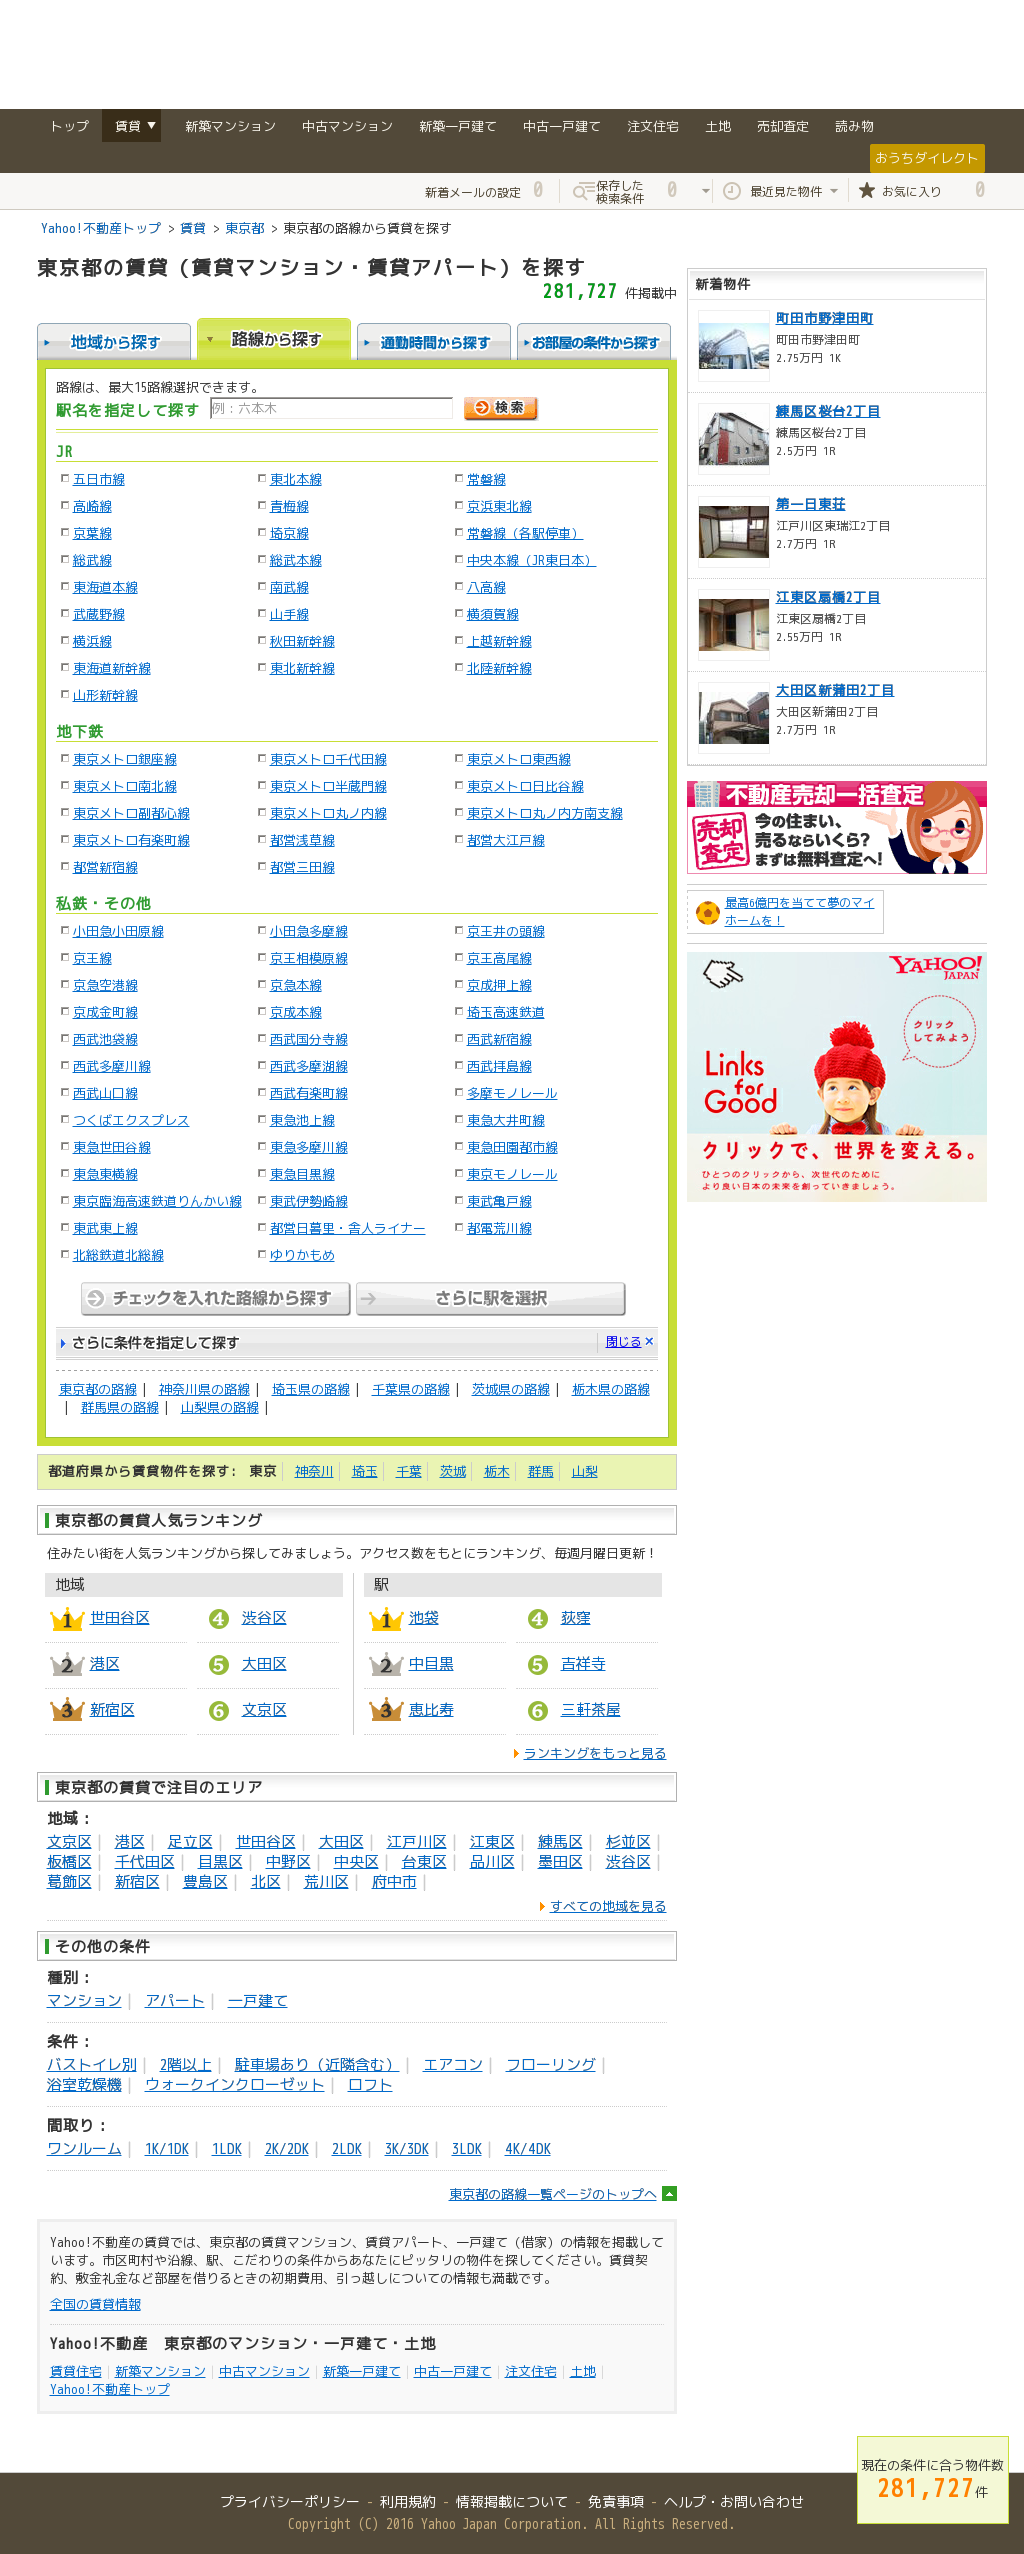 トップ 賃貸▼ 新築マンション 中古マンション 新築一戸建て 中古一戸建て 注文住宅 土地 売却査定 読み物
おうちダイレクト
新着メールの設定 0 保存した検索条件 0 最近見た物件 お気に入り 0
Yahoo!不動産トップ > 賃貸 > 東京都 > 東京都の路線から賃貸を探す
東京都の賃貸（賃貸マンション・賃貸アパート）を探す
281,727 件掲載中
地域から探す 路線から探す 通勤時間から探す お部屋の条件から探す
路線は、最大15路線選択できます。
駅名を指定して探す 例：六本木 検索
JR
五日市線 東北本線 常磐線
高崎線 青梅線 京浜東北線
京葉線 埼京線 常磐線（各駅停車）
総武線 総武本線 中央本線（JR東日本）
東海道本線 南武線 八高線
武蔵野線 山手線 横須賀線
横浜線 秋田新幹線 上越新幹線
東海道新幹線 東北新幹線 北陸新幹線
山形新幹線
地下鉄
東京メトロ銀座線 東京メトロ千代田線 東京メトロ東西線
東京メトロ南北線 東京メトロ半蔵門線 東京メトロ日比谷線
東京メトロ副都心線 東京メトロ丸ノ内線 東京メトロ丸ノ内方南支線
東京メトロ有楽町線 都営浅草線 都営大江戸線
都営新宿線 都営三田線
私鉄・その他
小田急小田原線 小田急多摩線 京王井の頭線
京王線 京王相模原線 京王高尾線
京急空港線 京急本線 京成押上線
京成金町線 京成本線 埼玉高速鉄道
西武池袋線 西武国分寺線 西武新宿線
西武多摩川線 西武多摩湖線 西武拝島線
西武山口線 西武有楽町線 多摩モノレール
つくばエクスプレス 東急池上線 東急大井町線
東急世田谷線 東急多摩川線 東急田園都市線
東急東横線 東急目黒線 東京モノレール
東京臨海高速鉄道りんかい線 東武伊勢崎線 東武亀戸線
東武東上線 都営日暮里・舎人ライナー 都電荒川線
北総鉄道北総線 ゆりかもめ
チェックを入れた路線から探す さらに駅を選択
さらに条件を指定して探す 閉じる×
東京都の路線 | 神奈川県の路線 | 埼玉県の路線 | 千葉県の路線 | 茨城県の路線 | 栃木県の路線
| 群馬県の路線 | 山梨県の路線 |
都道府県から賃貸物件を探す： 東京 神奈川 埼玉 千葉 茨城 栃木 群馬 山梨
東京都の賃貸人気ランキング
住みたい街を人気ランキングから探してみましょう。アクセス数をもとにランキング、毎週月曜日更新！
地域 駅
1 世田谷区 4 渋谷区 1 池袋 4 荻窪
2 港区 5 大田区 2 中目黒 5 吉祥寺
3 新宿区 6 文京区 3 恵比寿 6 三軒茶屋
ランキングをもっと見る
東京都の賃貸で注目のエリア
地域：
文京区 | 港区 | 足立区 | 世田谷区 | 大田区 | 江戸川区 | 江東区 | 練馬区 | 杉並区 |
板橋区 | 千代田区 | 目黒区 | 中野区 | 中央区 | 台東区 | 品川区 | 墨田区 | 渋谷区 |
葛飾区 | 新宿区 | 豊島区 | 北区 | 荒川区 | 府中市 |
すべての地域を見る
その他の条件
種別：
マンション | アパート | 一戸建て
条件：
バストイレ別 | 2階以上 | 駐車場あり（近隣含む） | エアコン | フローリング |
浴室乾燥機 | ウォークインクローゼット | ロフト
間取り：
ワンルーム | 1K/1DK | 1LDK | 2K/2DK | 2LDK | 3K/3DK | 3LDK | 4K/4DK
東京都の路線一覧ページのトップへ
Yahoo!不動産の賃貸では、東京都の賃貸マンション、賃貸アパート、一戸建て（借家）の情報を掲載して
います。市区町村や沿線、駅、こだわりの条件からあなたにピッタリの物件を探してください。賃貸契
約、敷金礼金など部屋を借りるときの初期費用、引っ越しについての情報も満載です。
全国の賃貸情報
Yahoo!不動産 東京都のマンション・一戸建て・土地
賃貸住宅 | 新築マンション | 中古マンション | 新築一戸建て | 中古一戸建て | 注文住宅 | 土地 |
Yahoo!不動産トップ
新着物件
町田市野津田町
町田市野津田町
2.75万円 1K
練馬区桜台2丁目
練馬区桜台2丁目
2.5万円 1R
第一日東荘
江戸川区東瑞江2丁目
2.7万円 1R
江東区扇橋2丁目
江東区扇橋2丁目
2.55万円 1R
大田区新蒲田2丁目
大田区新蒲田2丁目
2.7万円 1R
不動産売却一括査定
売却査定
今の住まい、
売るならいくら?
まずは無料査定へ!
最高6億円を当てて夢のマイ
ホームを！
YAHOO!
JAPAN
クリック
してみよう
Links
for
Good
クリックで、世界を変える。
ひとつのクリックから、次世代のために
より良い日本の未来を創っていきましょう。
現在の条件に合う物件数
281,727件
プライバシーポリシー - 利用規約 - 情報掲載について - 免責事項 - ヘルプ・お問い合わせ
Copyright (C) 2016 Yahoo Japan Corporation. All Rights Reserved.